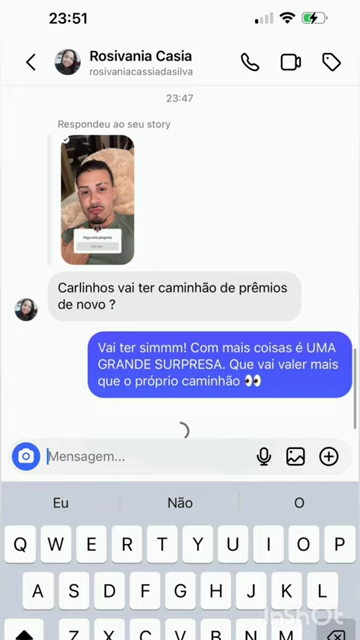 23:51
Rosivania Casia
rosivaniacassiadasilva
23:47
Respondeu ao seu story
Carlinhos vai ter caminhão de prêmios
de novo ?
Vai ter simmm! Com mais coisas é UMA
GRANDE SURPRESA. Que vai valer mais
que o próprio caminhão 👀
Mensagem...
Eu Não O
Q W E R T Y U I O P
A S D F G H J K L
Z X C V B N M
InShOt